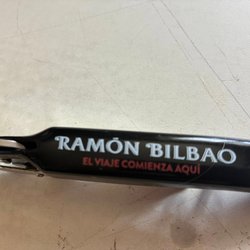 RAMÓN BILBAO
EL VIAJE COMIENZA AQUÍ